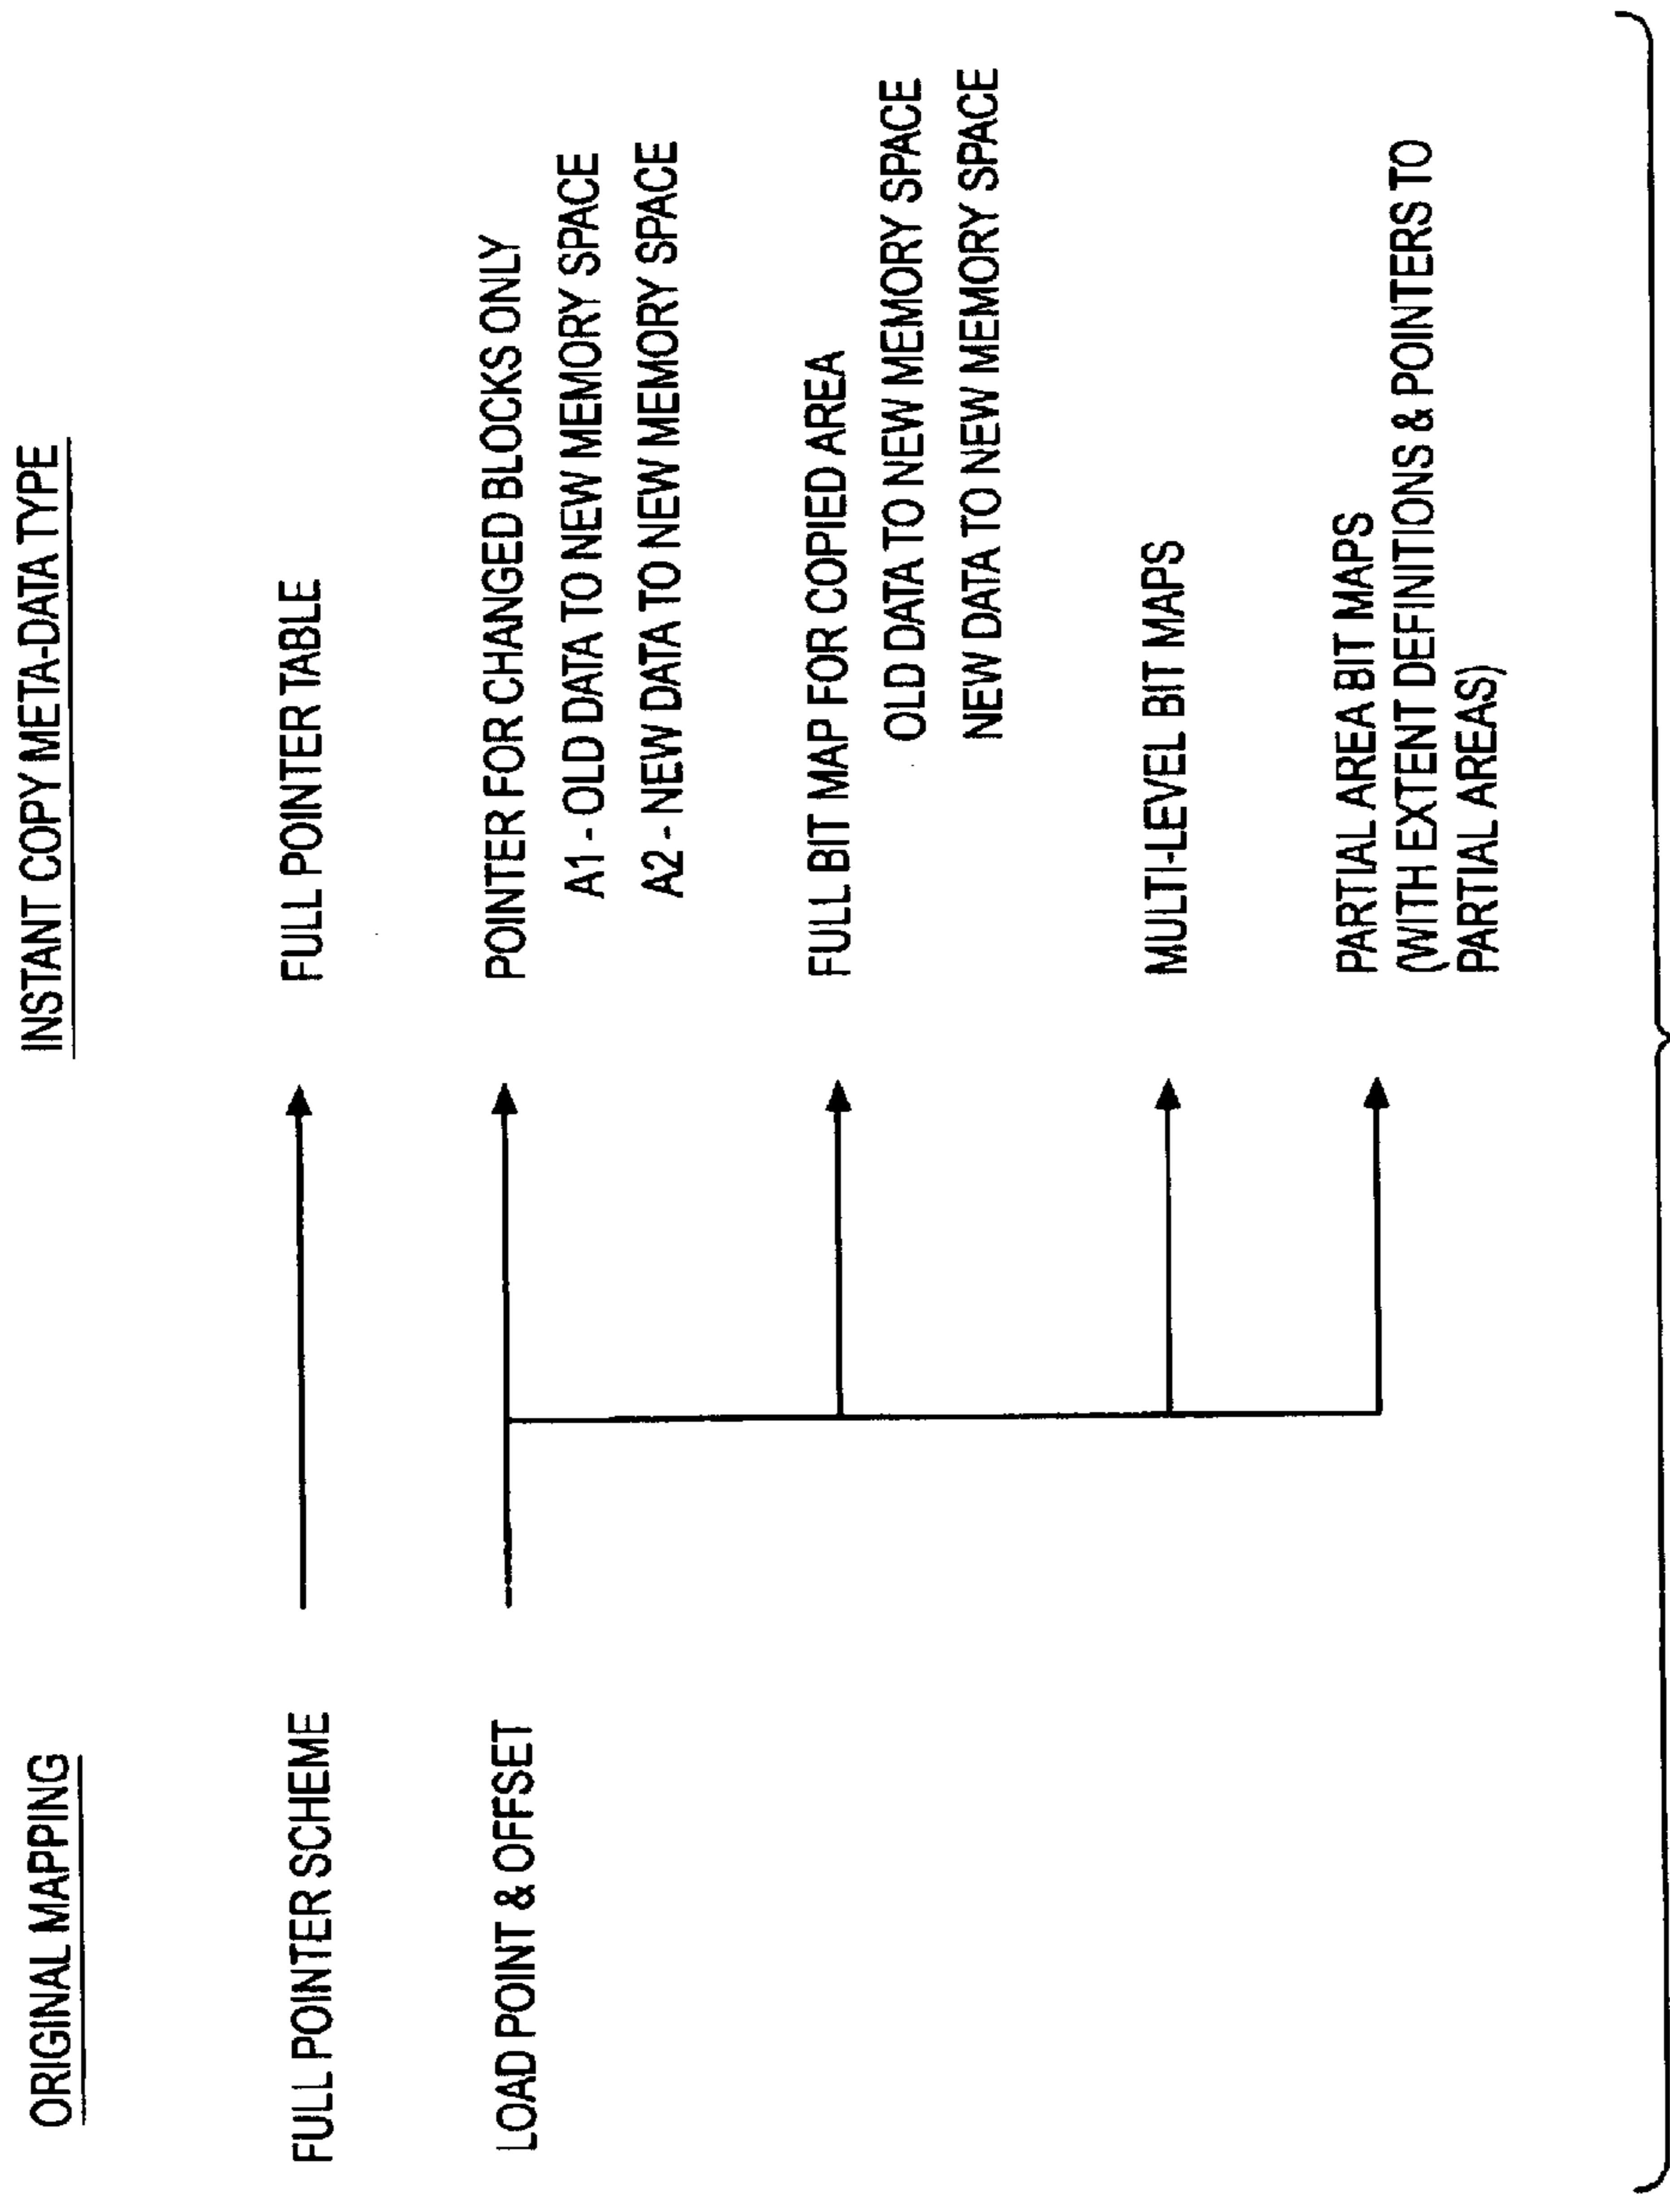 ORIGINAL MAPPING
INSTANT COPY META-DATA TYPE
FULL POINTER SCHEME
FULL POINTER TABLE
LOAD POINT & OFFSET
POINTER FOR CHANGED BLOCKS ONLY
A1 - OLD DATA TO NEW MEMORY SPACE
A2 - NEW DATA TO NEW MEMORY SPACE
FULL BIT MAP FOR COPIED AREA
OLD DATA TO NEW MEMORY SPACE
NEW DATA TO NEW MEMORY SPACE
MULTI-LEVEL BIT MAPS
PARTIAL AREA BIT MAPS
(WITH EXTENT DEFINITIONS & POINTERS TO
PARTIAL AREAS)